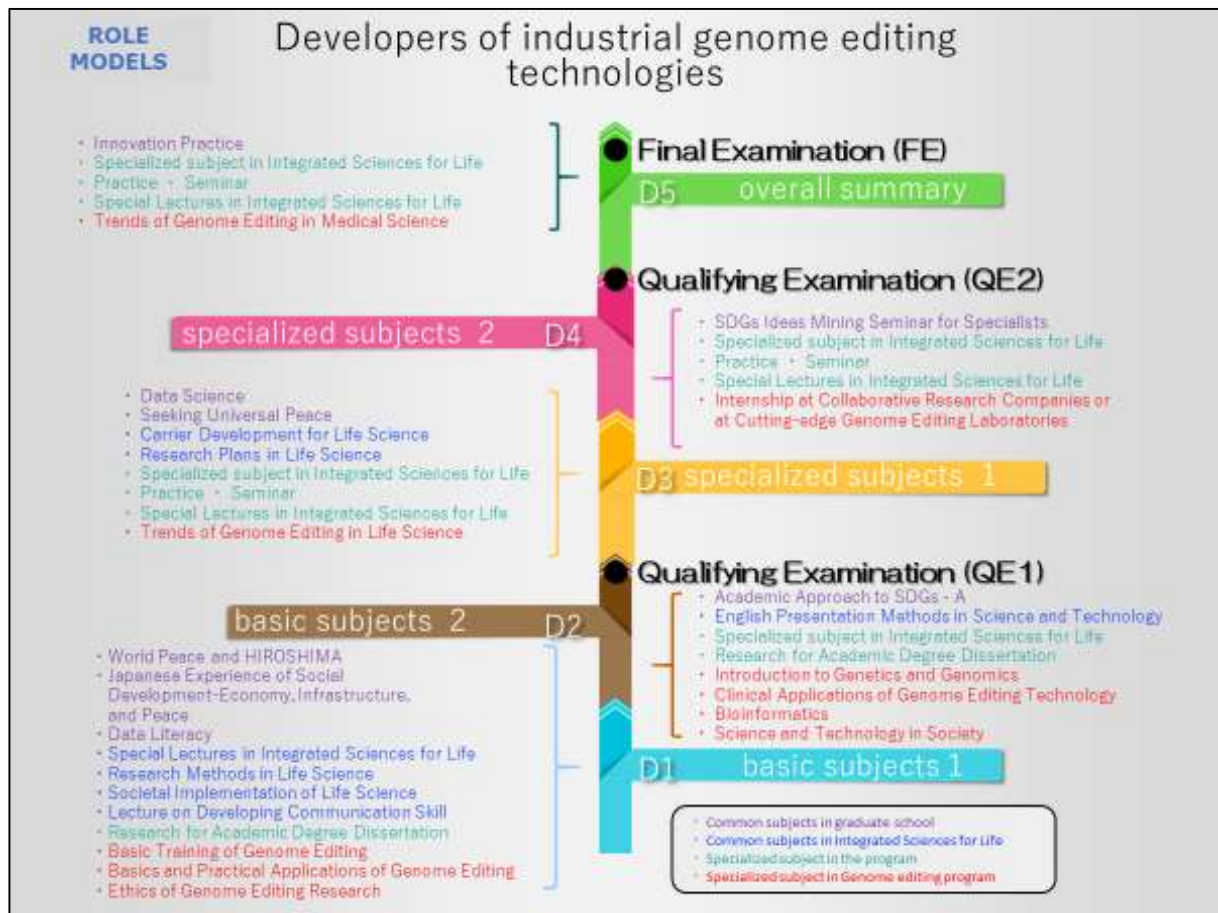 ROLE
MODELS
Developers of industrial genome editing
technologies
・ Innovation Practice
・ Specialized subject in Integrated Sciences for Life
・ Practice ・ Seminar
・ Special Lectures in Integrated Sciences for Life
・ Trends of Genome Editing in Medical Science
Final Examination (FE)
D5 overall summary
Qualifying Examination (QE2)
specialized subjects 2 D4
・ SDGs Ideas Mining Seminar for Specialists
・ Specialized subject in Integrated Sciences for Life
・ Practice ・ Seminar
・ Special Lectures in Integrated Sciences for Life
・ Internship at Collaborative Research Companies or
at Cutting-edge Genome Editing Laboratories
・ Data Science
・ Seeking Universal Peace
・ Carrier Development for Life Science
・ Research Plans in Life Science
・ Specialized subject in Integrated Sciences for Life
・ Practice ・ Seminar
・ Special Lectures in Integrated Sciences for Life
・ Trends of Genome Editing in Life Science
D3 specialized subjects 1
Qualifying Examination (QE1)
basic subjects 2 D2
・ Academic Approach to SDGs - A
・ English Presentation Methods in Science and Technology
・ Specialized subject in Integrated Sciences for Life
・ Research for Academic Degree Dissertation
・ Introduction to Genetics and Genomics
・ Clinical Applications of Genome Editing Technology
・ Bioinformatics
・ Science and Technology in Society
・ World Peace and HIROSHIMA
・ Japanese Experience of Social
Development-Economy, Infrastructure,
and Peace
・ Data Literacy
・ Special Lectures in Integrated Sciences for Life
・ Research Methods in Life Science
・ Societal Implementation of Life Science
・ Lecture on Developing Communication Skill
・ Research for Academic Degree Dissertation
・ Basic Training of Genome Editing
・ Basics and Practical Applications of Genome Editing
・ Ethics of Genome Editing Research
D1 basic subjects 1
・ Common subjects in graduate school
・ Common subjects in Integrated Sciences for Life
・ Specialized subject in the program
・ Specialized subject in Genome editing program